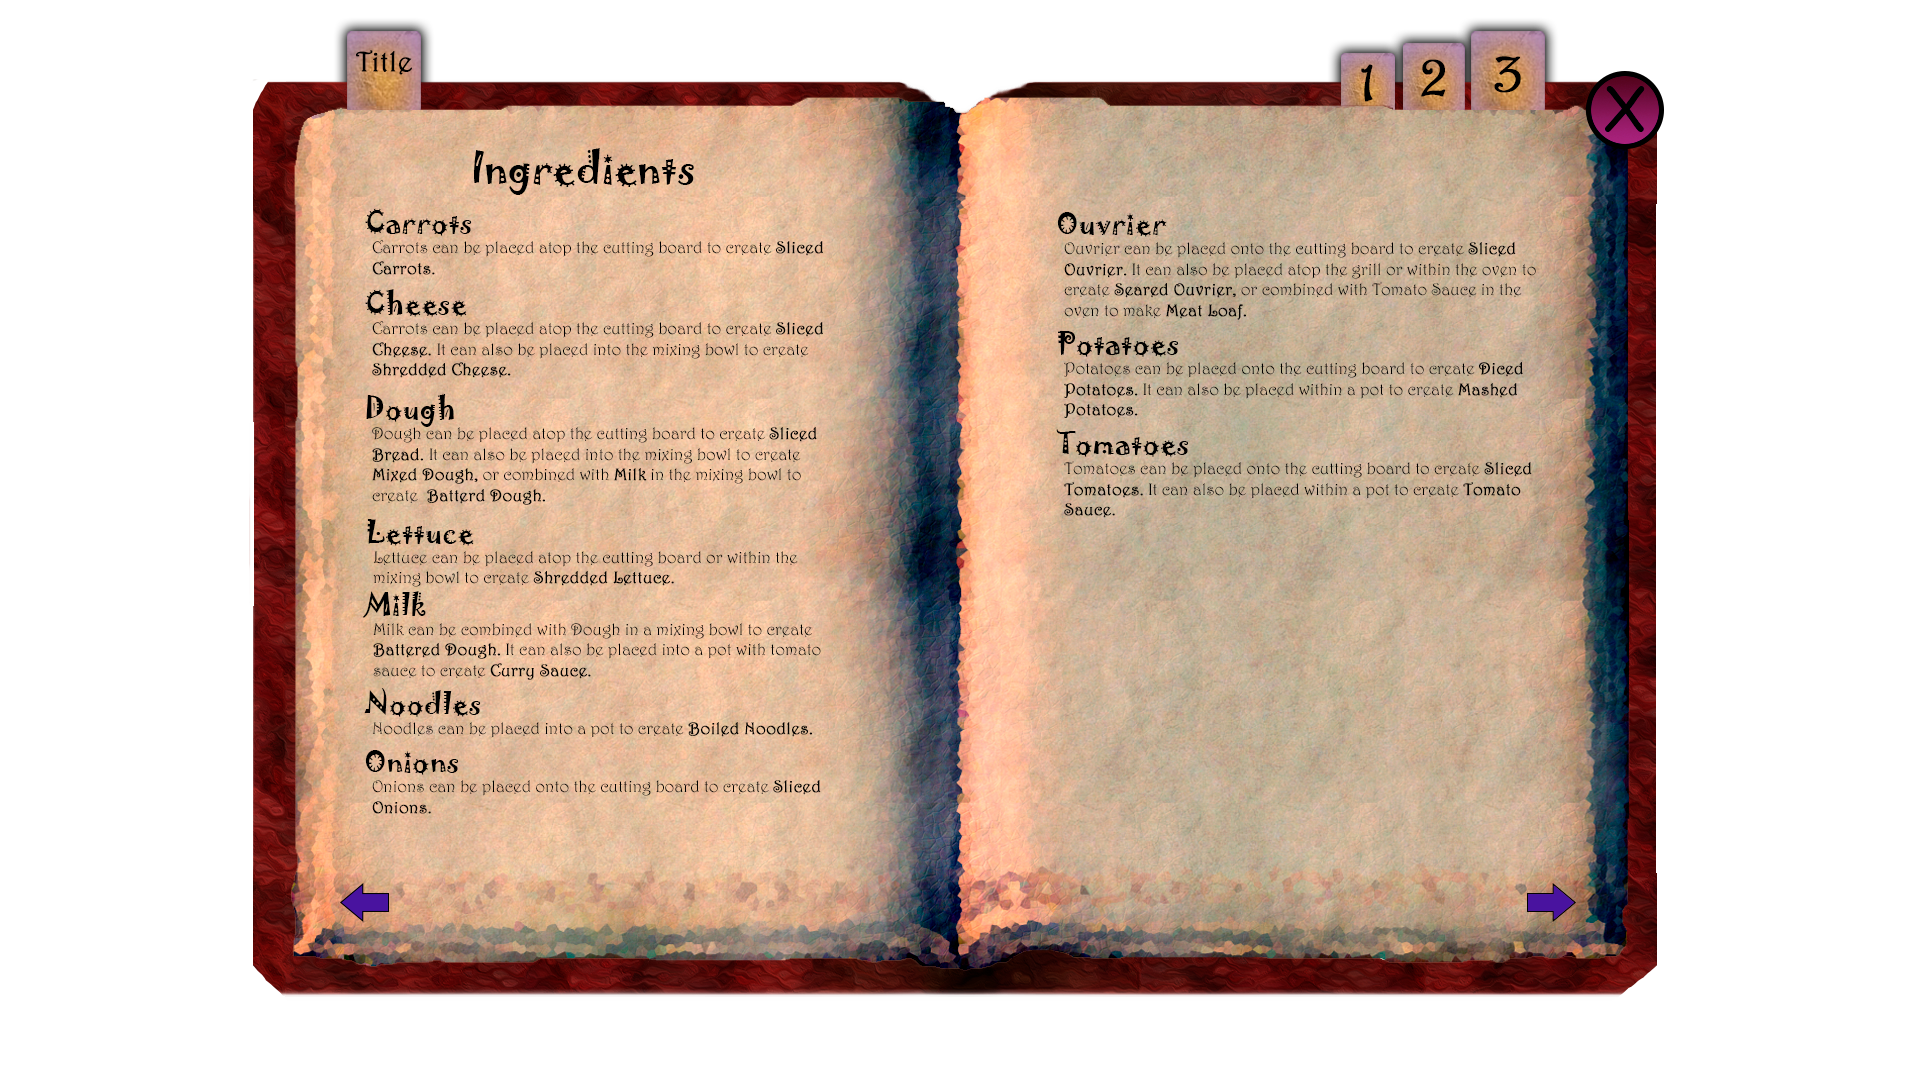 Title
1 2 3
X
Ingredients
Carrots
Carrots can be placed atop the cutting board to create Sliced
Carrots.
Cheese
Carrots can be placed atop the cutting board to create Sliced
Cheese. It can also be placed into the mixing bowl to create
Shredded Cheese.
Dough
Dough can be placed atop the cutting board to create Sliced
Bread. It can also be placed into the mixing bowl to create
Mixed Dough, or combined with Milk in the mixing bowl to
create Batterd Dough.
Lettuce
Lettuce can be placed atop the cutting board or within the
mixing bowl to create Shredded Lettuce.
Milk
Milk can be combined with Dough in a mixing bowl to create
Battered Dough. It can also be placed into a pot with tomato
sauce to create Curry Sauce.
Noodles
Noodles can be placed into a pot to create Boiled Noodles.
Onions
Onions can be placed onto the cutting board to create Sliced
Onions.
Ouvrier
Ouvrier can be placed onto the cutting board to create Sliced
Ouvrier. It can also be placed atop the grill or within the oven to
create Seared Ouvrier, or combined with Tomato Sauce in the
oven to make Meat Loaf.
Potatoes
Potatoes can be placed onto the cutting board to create Diced
Potatoes. It can also be placed within a pot to create Mashed
Potatoes.
Tomatoes
Tomatoes can be placed onto the cutting board to create Sliced
Tomatoes. It can also be placed within a pot to create Tomato
Sauce.